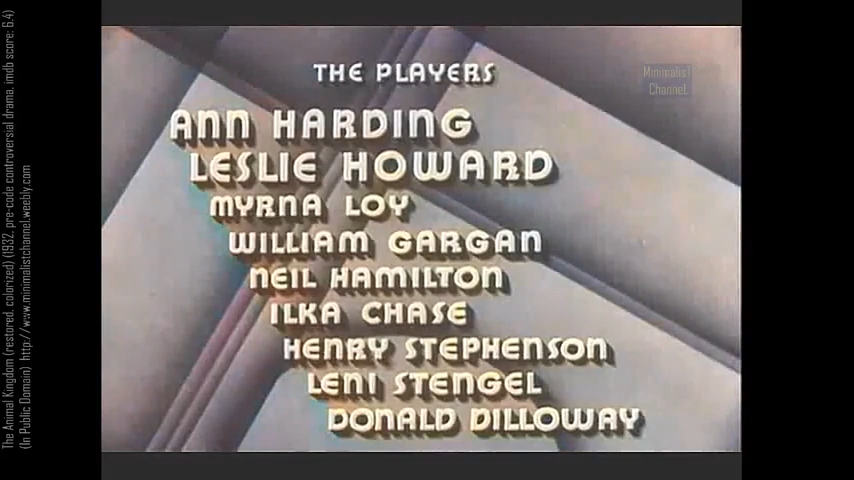 THE PLAYERS
ANN HARDING
LESLIE HOWARD
MYRNA LOY
WILLIAM GARGAN
NEIL HAMILTON
ILKA CHASE
HENRY STEPHENSON
LENI STENGEL
DONALD DILLOWAY
MinimalisT
ChanneL
The Animal Kingdom (restored, colorized) (1932, pre-code controversial drama, imdb score: 6.4)
(In Public Domain) http://www.minimalistchannel.weebly.com